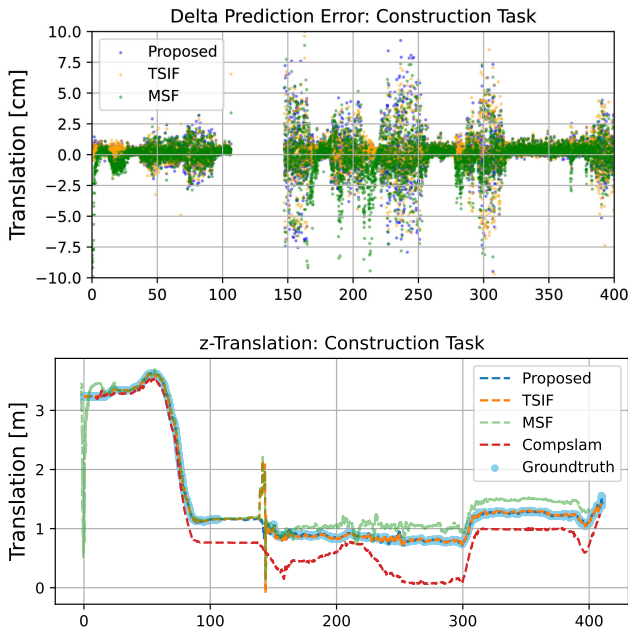 Delta Prediction Error: Construction Task
Translation [cm]
10.0
7.5
5.0
2.5
0.0
−2.5
−5.0
−7.5
−10.0
Proposed
TSIF
MSF
0 50 100 150 200 250 300 350 400
z-Translation: Construction Task
Translation [m]
3
2
1
0
Proposed
TSIF
MSF
Compslam
Groundtruth
0 100 200 300 400